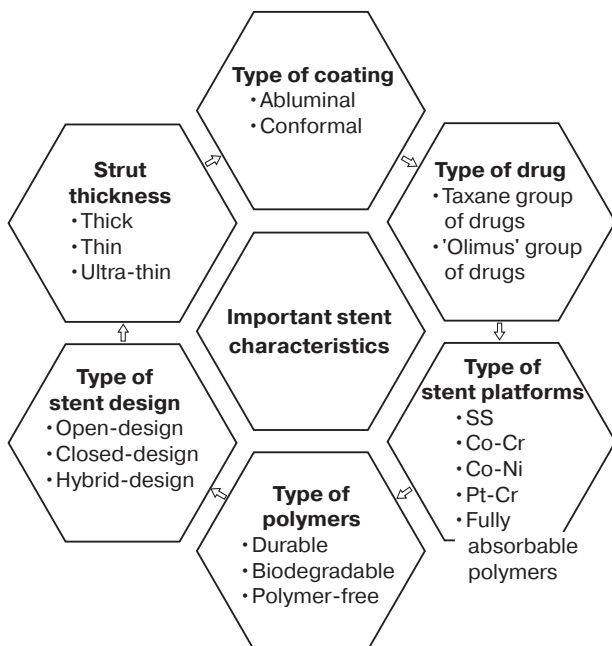 Type of coating
• Abluminal
• Conformal
Strut
thickness
• Thick
• Thin
• Ultra-thin
Type of drug
• Taxane group
of drugs
• 'Olimus' group
of drugs
Important stent
characteristics
Type of
stent design
• Open-design
• Closed-design
• Hybrid-design
Type of
stent platforms
• SS
• Co-Cr
• Co-Ni
• Pt-Cr
• Fully
absorbable
polymers
Type of
polymers
• Durable
• Biodegradable
• Polymer-free